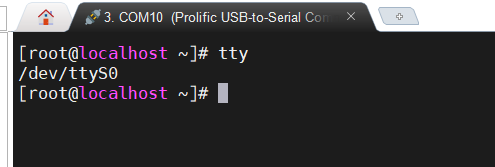 3. COM10 (Prolific USB-to-Serial Com
[root@localhost ~]# tty
/dev/ttyS0
[root@localhost ~]#